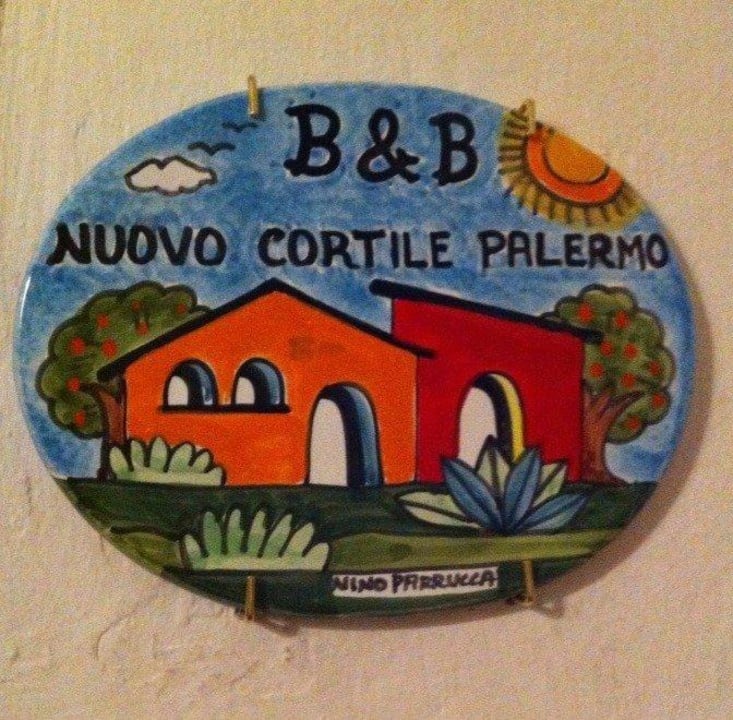 B & B
NUOVO CORTILE PALERMO
NINO PARRUCCA